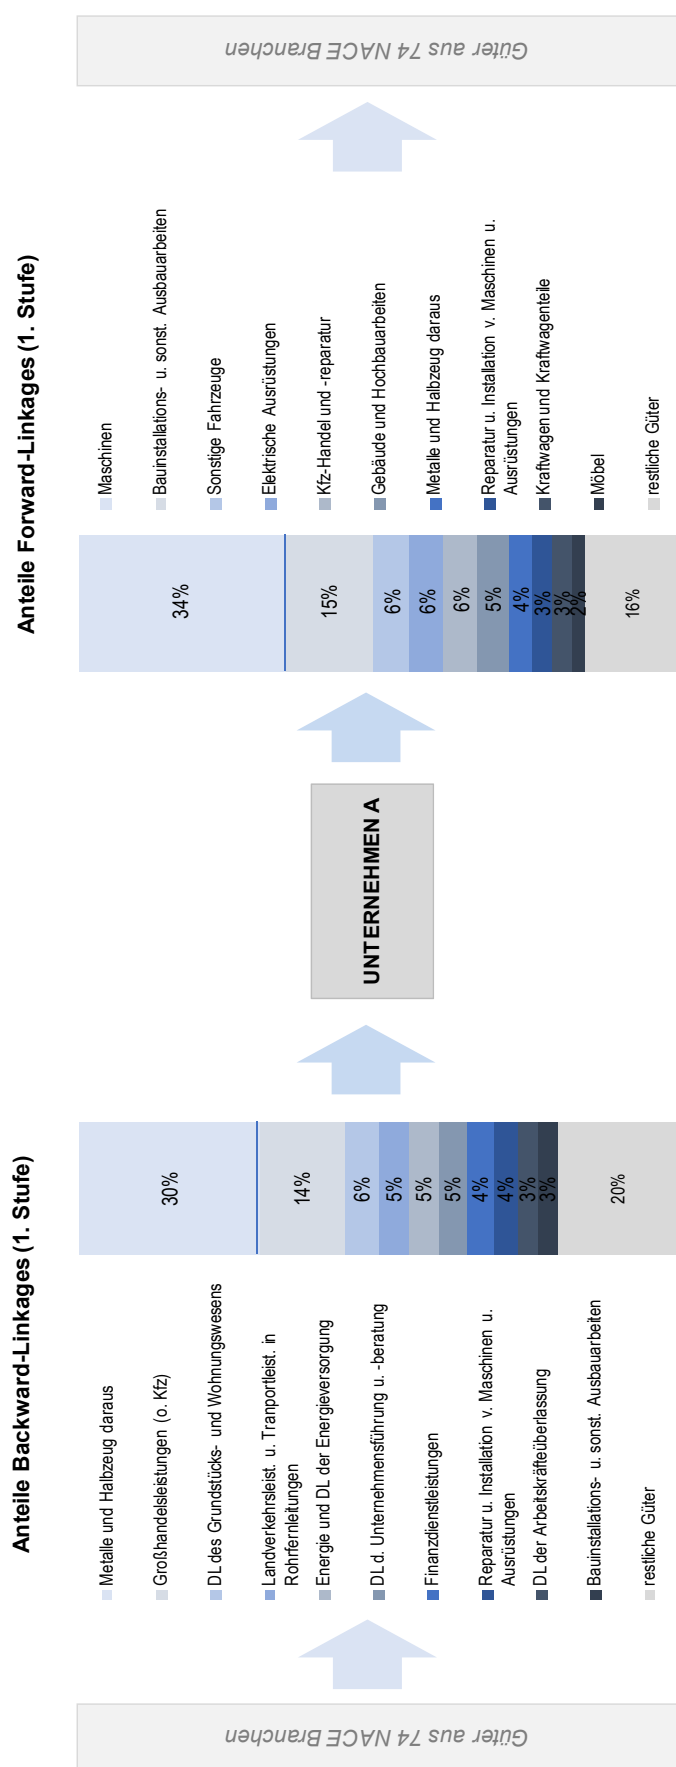 Anteile Backward-Linkages (1. Stufe)
Anteile Forward-Linkages (1. Stufe)
Güter aus 74 NACE Branchen
Metalle und Halbzeug daraus
Großhandelsleistungen (o. Kfz)
DL des Grundstücks- und Wohnungswesens
Landverkehrsleist. u. Tranportleist. in
Rohrfernleitungen
Energie und DL der Energieversorgung
DL d. Unternehmensführung u. -beratung
Finanzdienstleistungen
Reparatur u. Installation v. Maschinen u.
Ausrüstungen
DL der Arbeitskräfteüberlassung
Bauinstallations- u. sonst. Ausbauarbeiten
restliche Güter
30%
14%
6%
5%
5%
5%
4%
4%
3%
3%
20%
UNTERNEHMEN A
34%
15%
6%
6%
6%
5%
4%
3%
3%
2%
16%
Maschinen
Bauinstallations- u. sonst. Ausbauarbeiten
Sonstige Fahrzeuge
Elektrische Ausrüstungen
Kfz-Handel und -reparatur
Gebäude und Hochbauarbeiten
Metalle und Halbzeug daraus
Reparatur u. Installation v. Maschinen u.
Ausrüstungen
Kraftwagen und Kraftwagenteile
Möbel
restliche Güter
Güter aus 74 NACE Branchen